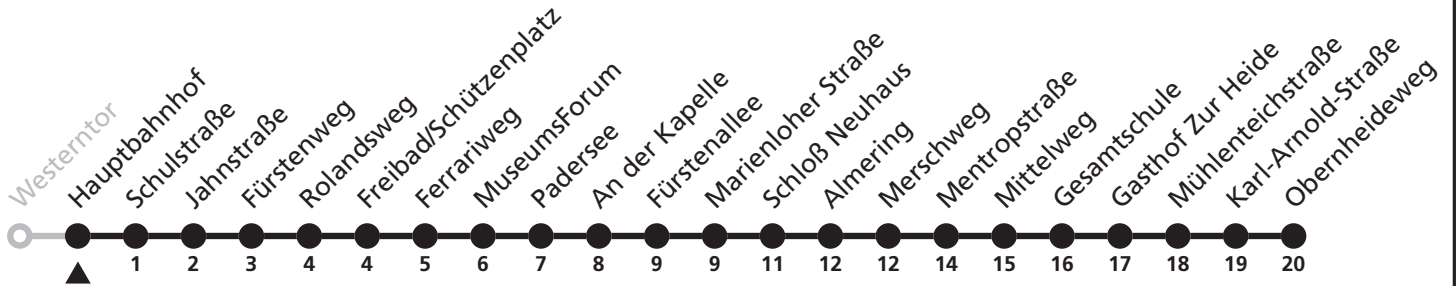 Westerntor
Hauptbahnhof
Schulstraße
Jahnstraße
Fürstenweg
Rolandsweg
Freibad/Schützenplatz
Ferrariweg
MuseumsForum
Padersee
An der Kapelle
Fürstenallee
Marienloher Straße
Schloß Neuhaus
Almering
Merschweg
Mentropstraße
Mittelweg
Gesamtschule
Gasthof Zur Heide
Mühlenteichstraße
Karl-Arnold-Straße
Obernheideweg
1 2 3 4 4 5 6 7 8 9 9 11 12 12 14 15 16 17 18 19 20